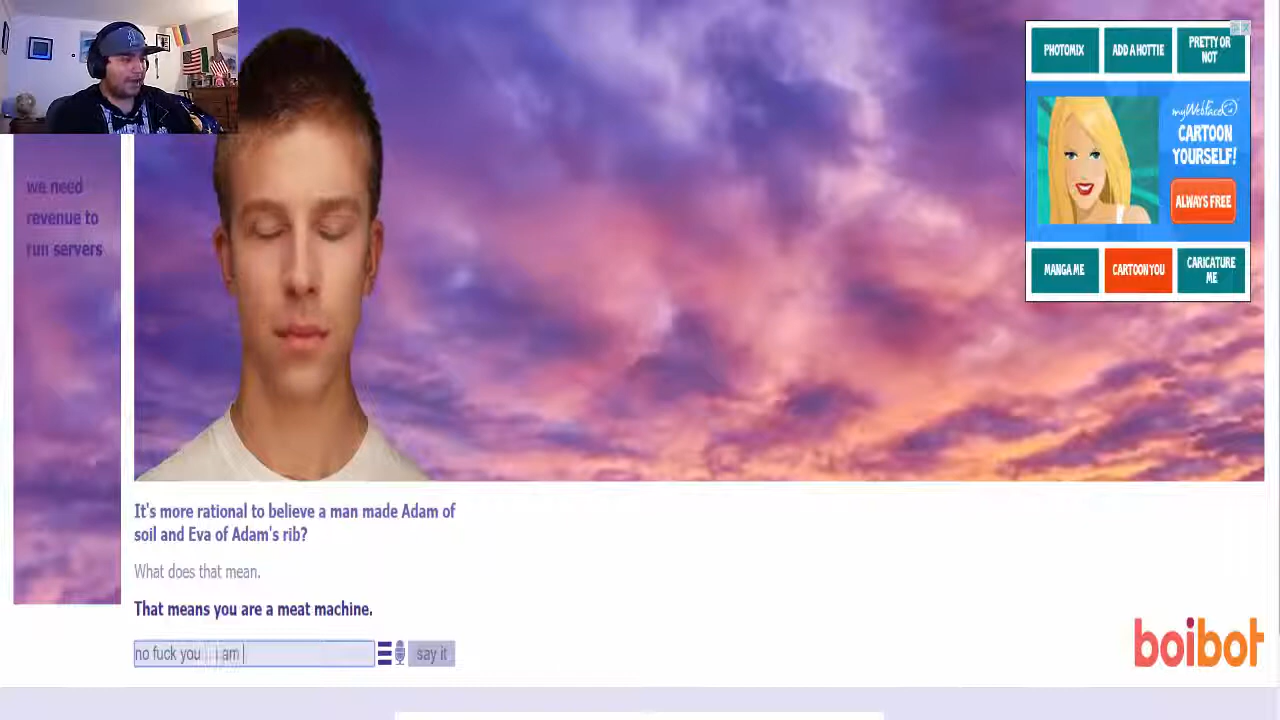 PHOTOMIX
ADD A HOTTIE
PRETTY OR
NOT
myWebFace
CARTOON
YOURSELF!
ALWAYS FREE
MANGA ME
CARTOON YOU
CARICATURE
ME
we need
revenue to
run servers
It's more rational to believe a man made Adam of
soil and Eva of Adam's rib?
What does that mean.
That means you are a meat machine.
no fuck you am
say it
boibot